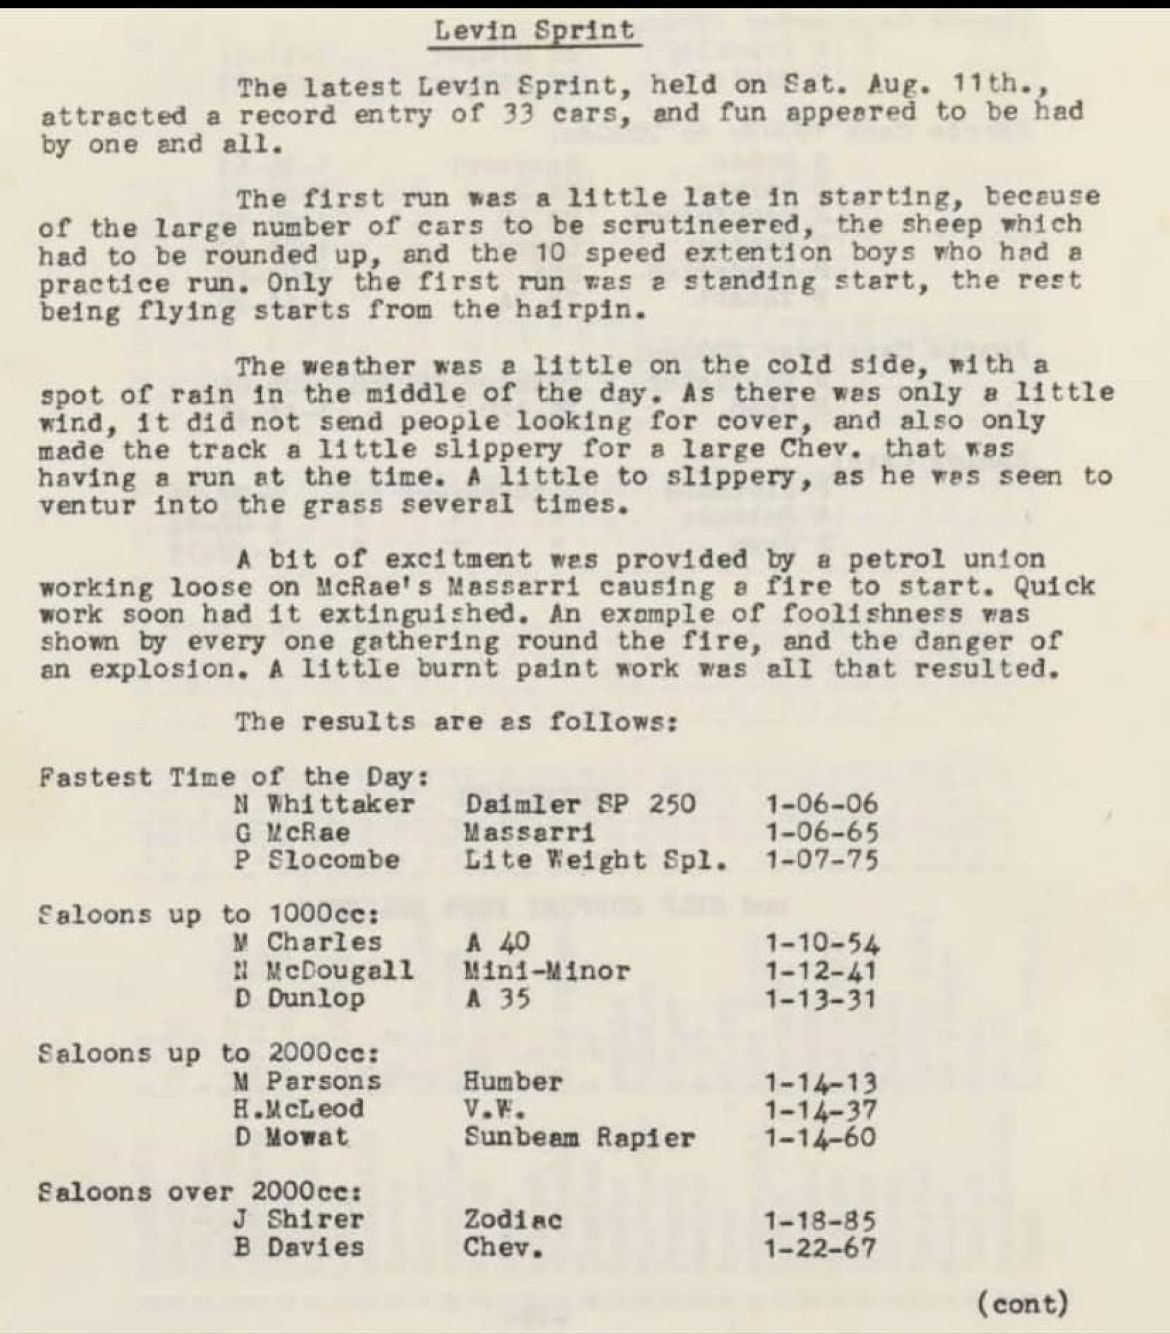 Levin Sprint
The latest Levin Sprint, held on Sat. Aug. 11th.,
attracted a record entry of 33 cars, and fun appeared to be had
by one and all.
The first run was a little late in starting, because
of the large number of cars to be scrutineered, the sheep which
had to be rounded up, and the 10 speed extention boys who had a
practice run. Only the first run was a standing start, the rest
being flying starts from the hairpin.
The weather was a little on the cold side, with a
spot of rain in the middle of the day. As there was only a little
wind, it did not send people looking for cover, and also only
made the track a little slippery for a large Chev. that was
having a run at the time. A little to slippery, as he was seen to
ventur into the grass several times.
A bit of excitment was provided by a petrol union
working loose on McRae's Massarri causing a fire to start. Quick
work soon had it extinguished. An example of foolishness was
shown by every one gathering round the fire, and the danger of
an explosion. A little burnt paint work was all that resulted.
The results are as follows:
Fastest Time of the Day:
N Whittaker Daimler SP 250 1-06-06
G McRae Massarri 1-06-65
P Slocombe Lite Weight Spl. 1-07-75
Saloons up to 1000cc:
M Charles A 40 1-10-54
N McDougall Mini-Minor 1-12-41
D Dunlop A 35 1-13-31
Saloons up to 2000cc:
M Parsons Humber 1-14-13
H.McLeod V.W. 1-14-37
D Mowat Sunbeam Rapier 1-14-60
Saloons over 2000cc:
J Shirer Zodiac 1-18-85
B Davies Chev. 1-22-67
(cont)